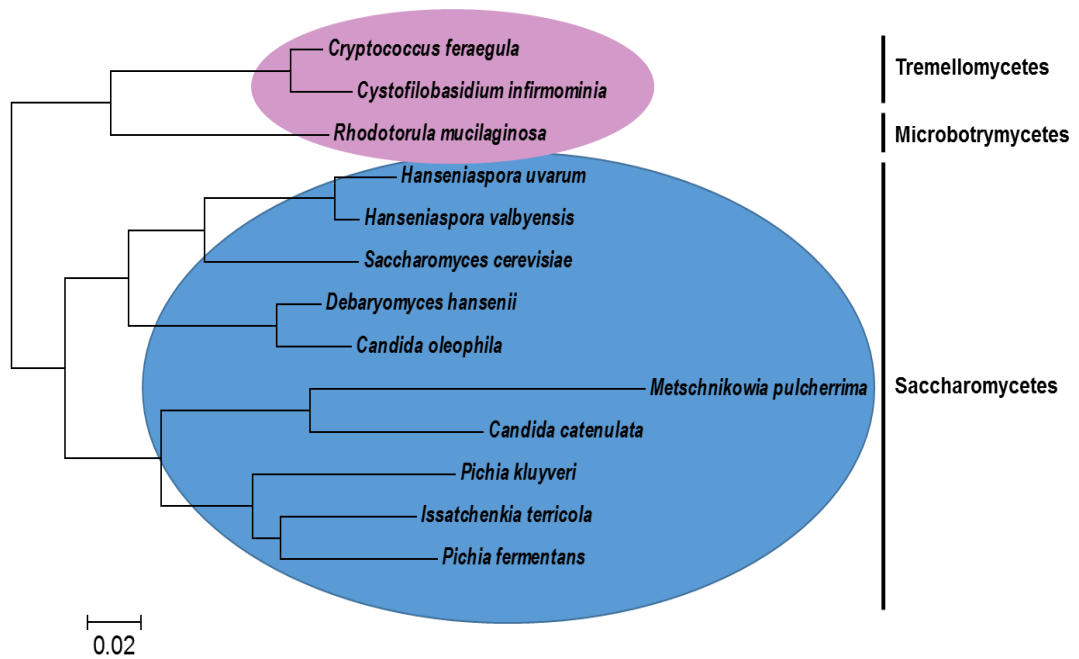 Cryptococcus feraegula
Cystofilobasidium infirmominia
Rhodotorula mucilaginosa
Hanseniaspora uvarum
Hanseniaspora valbyensis
Saccharomyces cerevisiae
Debaryomyces hansenii
Candida oleophila
Metschnikowia pulcherrima
Candida catenulata
Pichia kluyveri
Issatchenkia terricola
Pichia fermentans
Tremellomycetes
Microbotrymycetes
Saccharomycetes
0.02